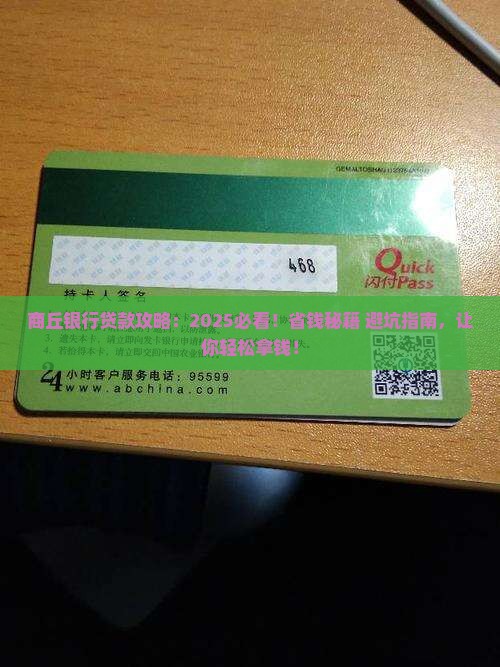 468
Quick
闪付Pass
持卡人签名
商丘银行贷款攻略：2025必看！省钱秘籍 避坑指南，让
你轻松拿钱！
24小时客户服务电话：95599
www.abchina.com